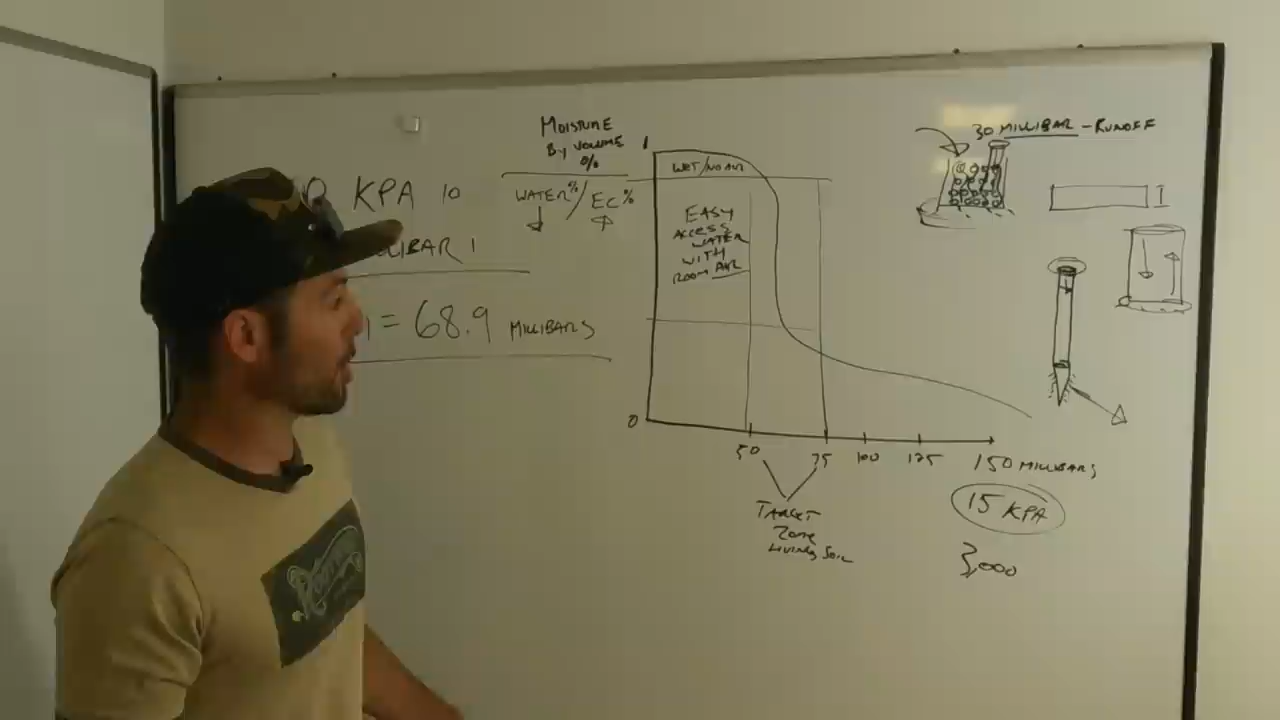 KPA 10
LLIBAR 1
= 68.9 MILLIBARS
MOISTURE
BY VOLUME
%
WATER% / EC%
1
WET/NO AIR
EASY
ACCESS
WATER
WITH
ROOM AIR
0
50
75
100
125
150 MILLIBARS
TARGET
ZONE
LIVING SOIL
15 KPA
3,000
30 MILLIBAR - RUNOFF